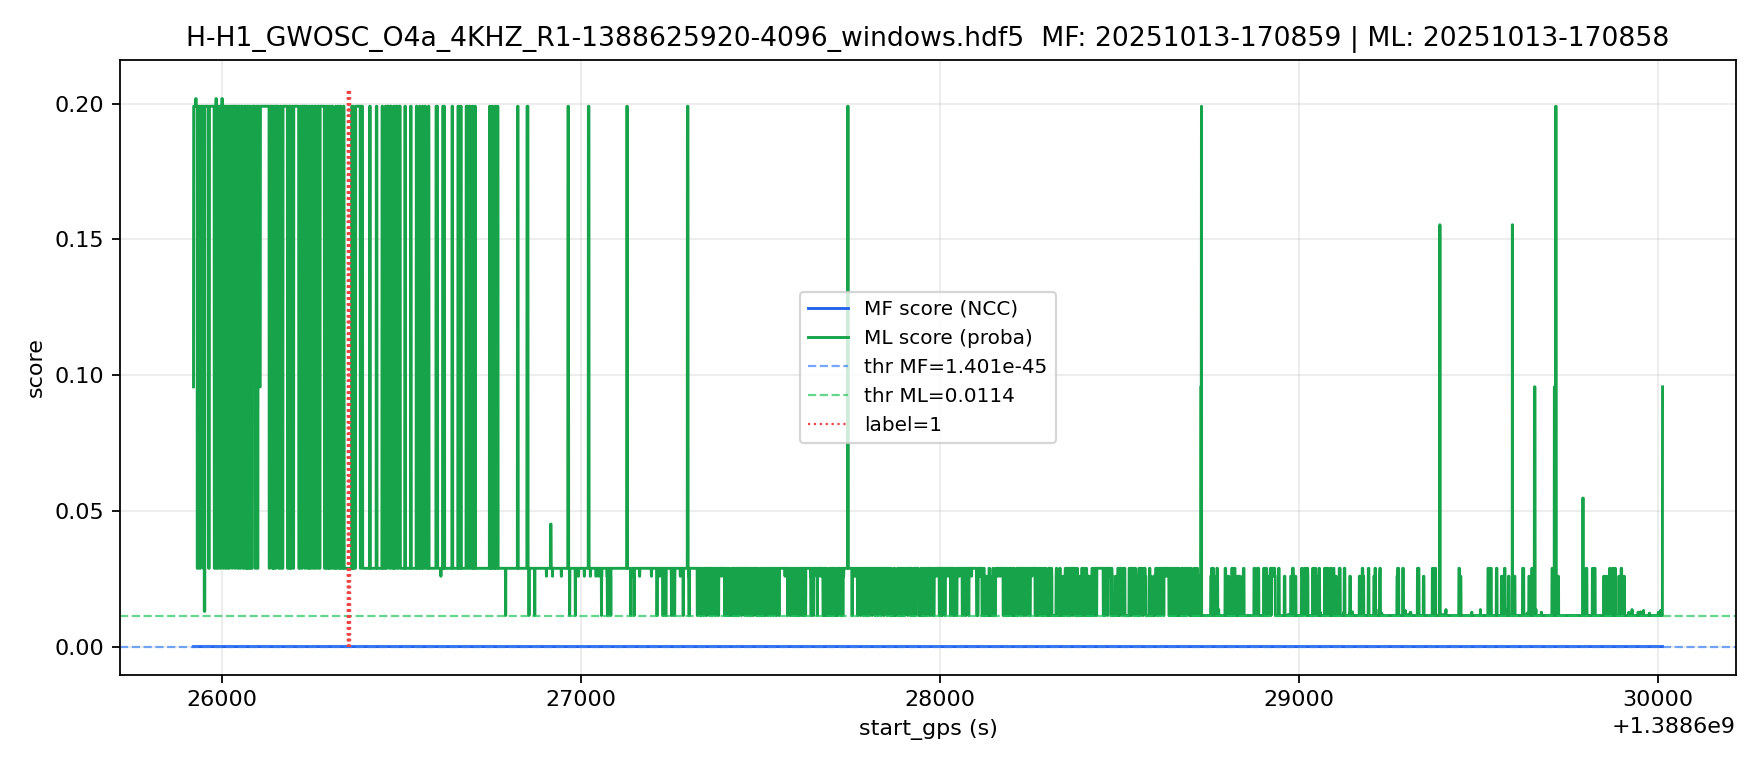 H-H1_GWOSC_O4a_4KHZ_R1-1388625920-4096_windows.hdf5  MF: 20251013-170859 | ML: 20251013-170858
0.20
0.15
0.10
0.05
0.00
score
MF score (NCC)
ML score (proba)
thr MF=1.401e-45
thr ML=0.0114
label=1
26000
27000
28000
29000
30000
+1.3886e9
start_gps (s)